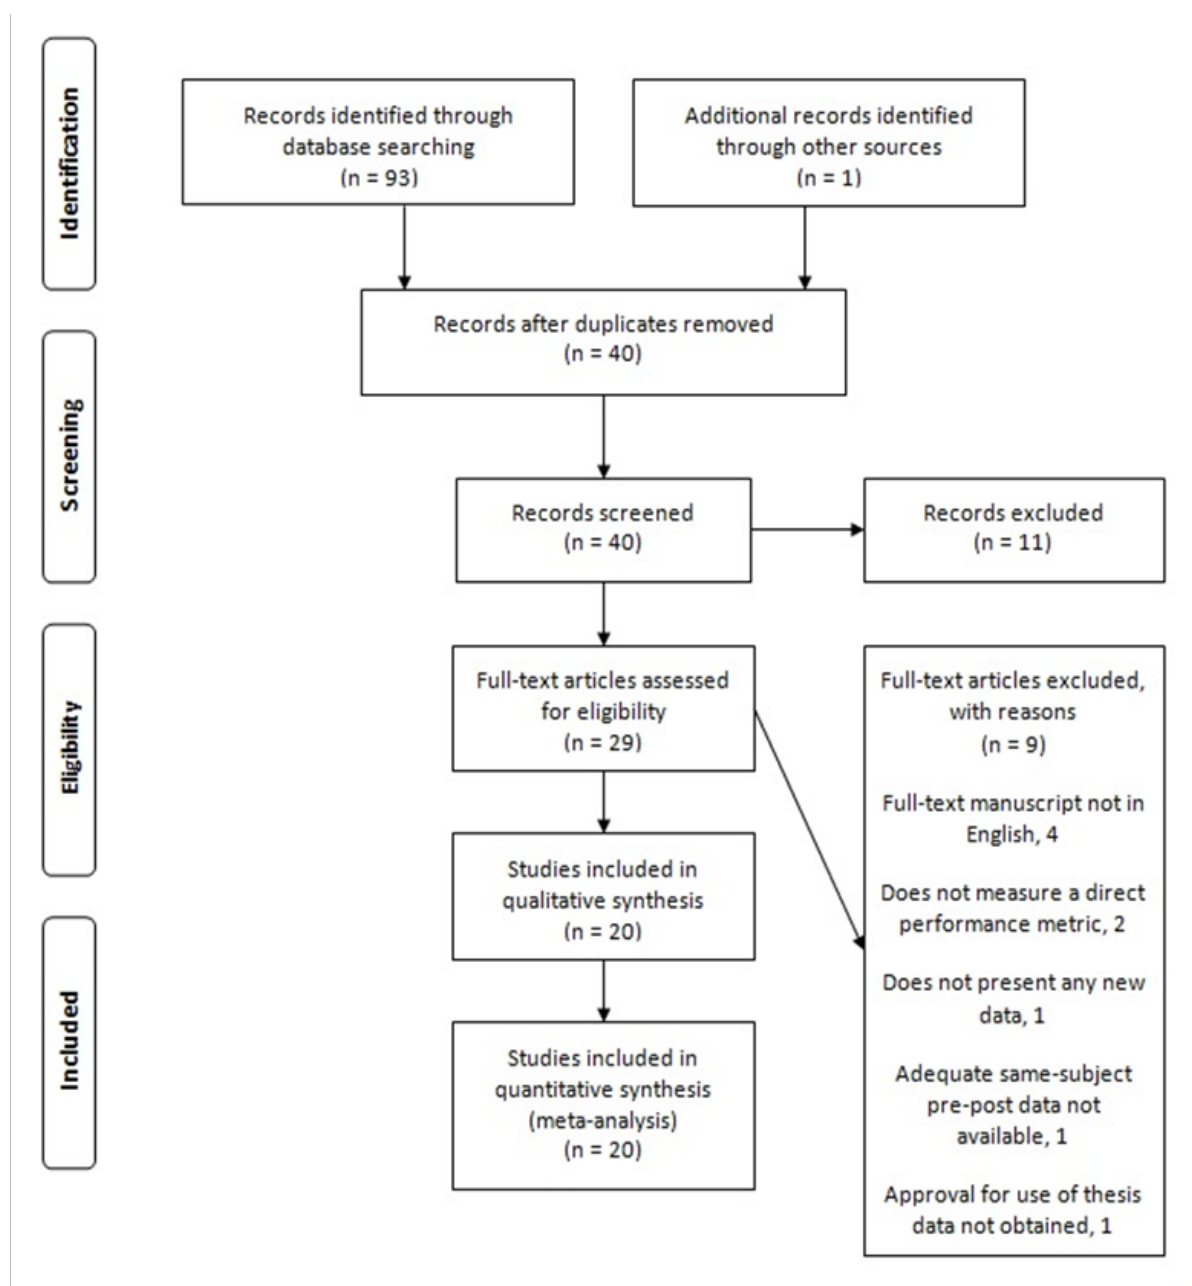 Identification
Records identified through
database searching
(n = 93)
Additional records identified
through other sources
(n = 1)
Records after duplicates removed
(n = 40)
Screening
Records screened
(n = 40)
Records excluded
(n = 11)
Eligibility
Full-text articles assessed
for eligibility
(n = 29)
Full-text articles excluded,
with reasons
(n = 9)
Full-text manuscript not in
English, 4
Does not measure a direct
performance metric, 2
Does not present any new
data, 1
Adequate same-subject
pre-post data not
available, 1
Approval for use of thesis
data not obtained, 1
Studies included in
qualitative synthesis
(n = 20)
Included
Studies included in
quantitative synthesis
(meta-analysis)
(n = 20)